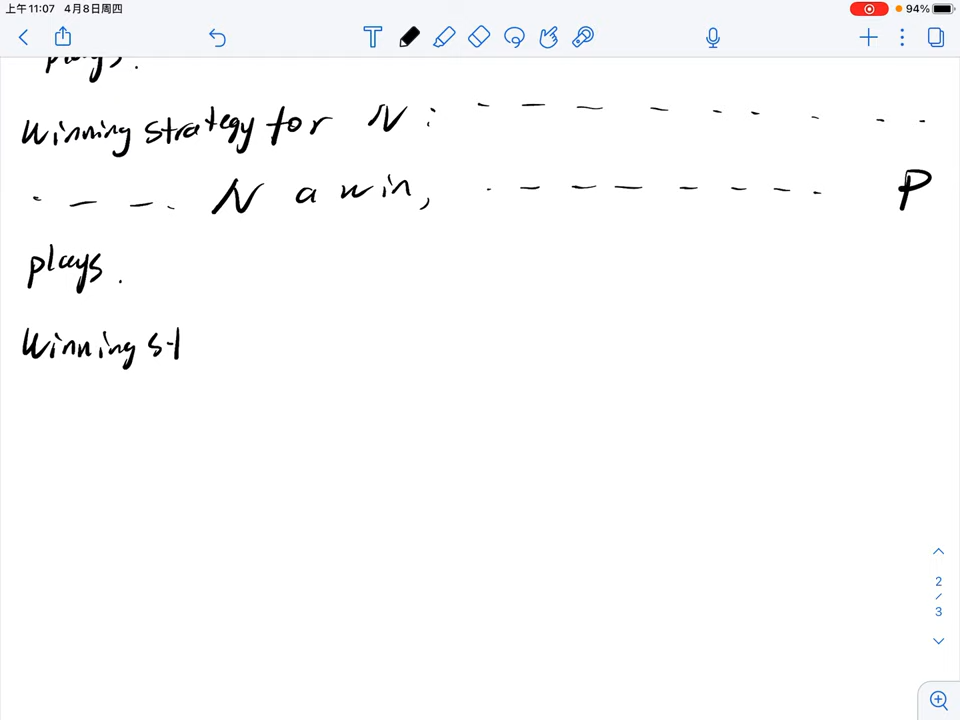 上午11:07 4月8日周四
94%
plays.
Winning strategy for N: - - - - - - - -
- - - - N a win, - - - - - - - - P
plays.
Winning st
2
/
3